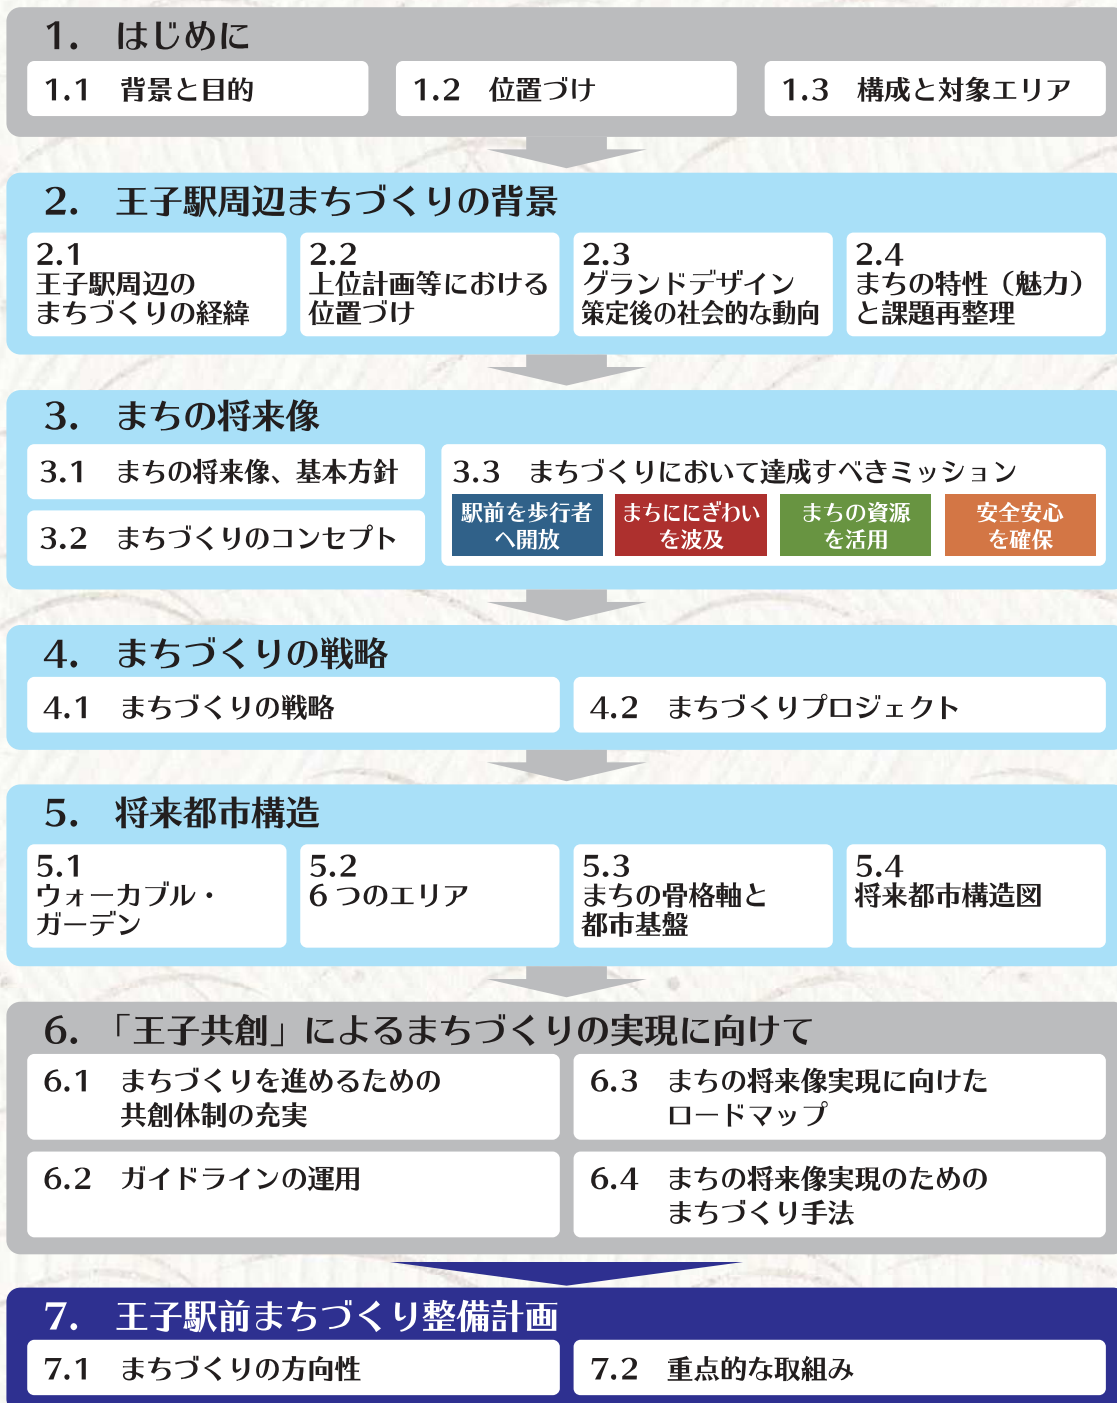 1. はじめに
1.1 背景と目的
1.2 位置づけ
1.3 構成と対象エリア
2. 王子駅周辺まちづくりの背景
2.1
王子駅周辺の
まちづくりの経緯
2.2
上位計画等における
位置づけ
2.3
グランドデザイン
策定後の社会的な動向
2.4
まちの特性（魅力）
と課題再整理
3. まちの将来像
3.1 まちの将来像、基本方針
3.2 まちづくりのコンセプト
3.3 まちづくりにおいて達成すべきミッション
駅前を歩行者
へ開放
まちににぎわい
を波及
まちの資源
を活用
安全安心
を確保
4. まちづくりの戦略
4.1 まちづくりの戦略
4.2 まちづくりプロジェクト
5. 将来都市構造
5.1
ウォーカブル・
ガーデン
5.2
6つのエリア
5.3
まちの骨格軸と
都市基盤
5.4
将来都市構造図
6. 「王子共創」によるまちづくりの実現に向けて
6.1 まちづくりを進めるための
共創体制の充実
6.2 ガイドラインの運用
6.3 まちの将来像実現に向けた
ロードマップ
6.4 まちの将来像実現のための
まちづくり手法
7. 王子駅前まちづくり整備計画
7.1 まちづくりの方向性
7.2 重点的な取組み